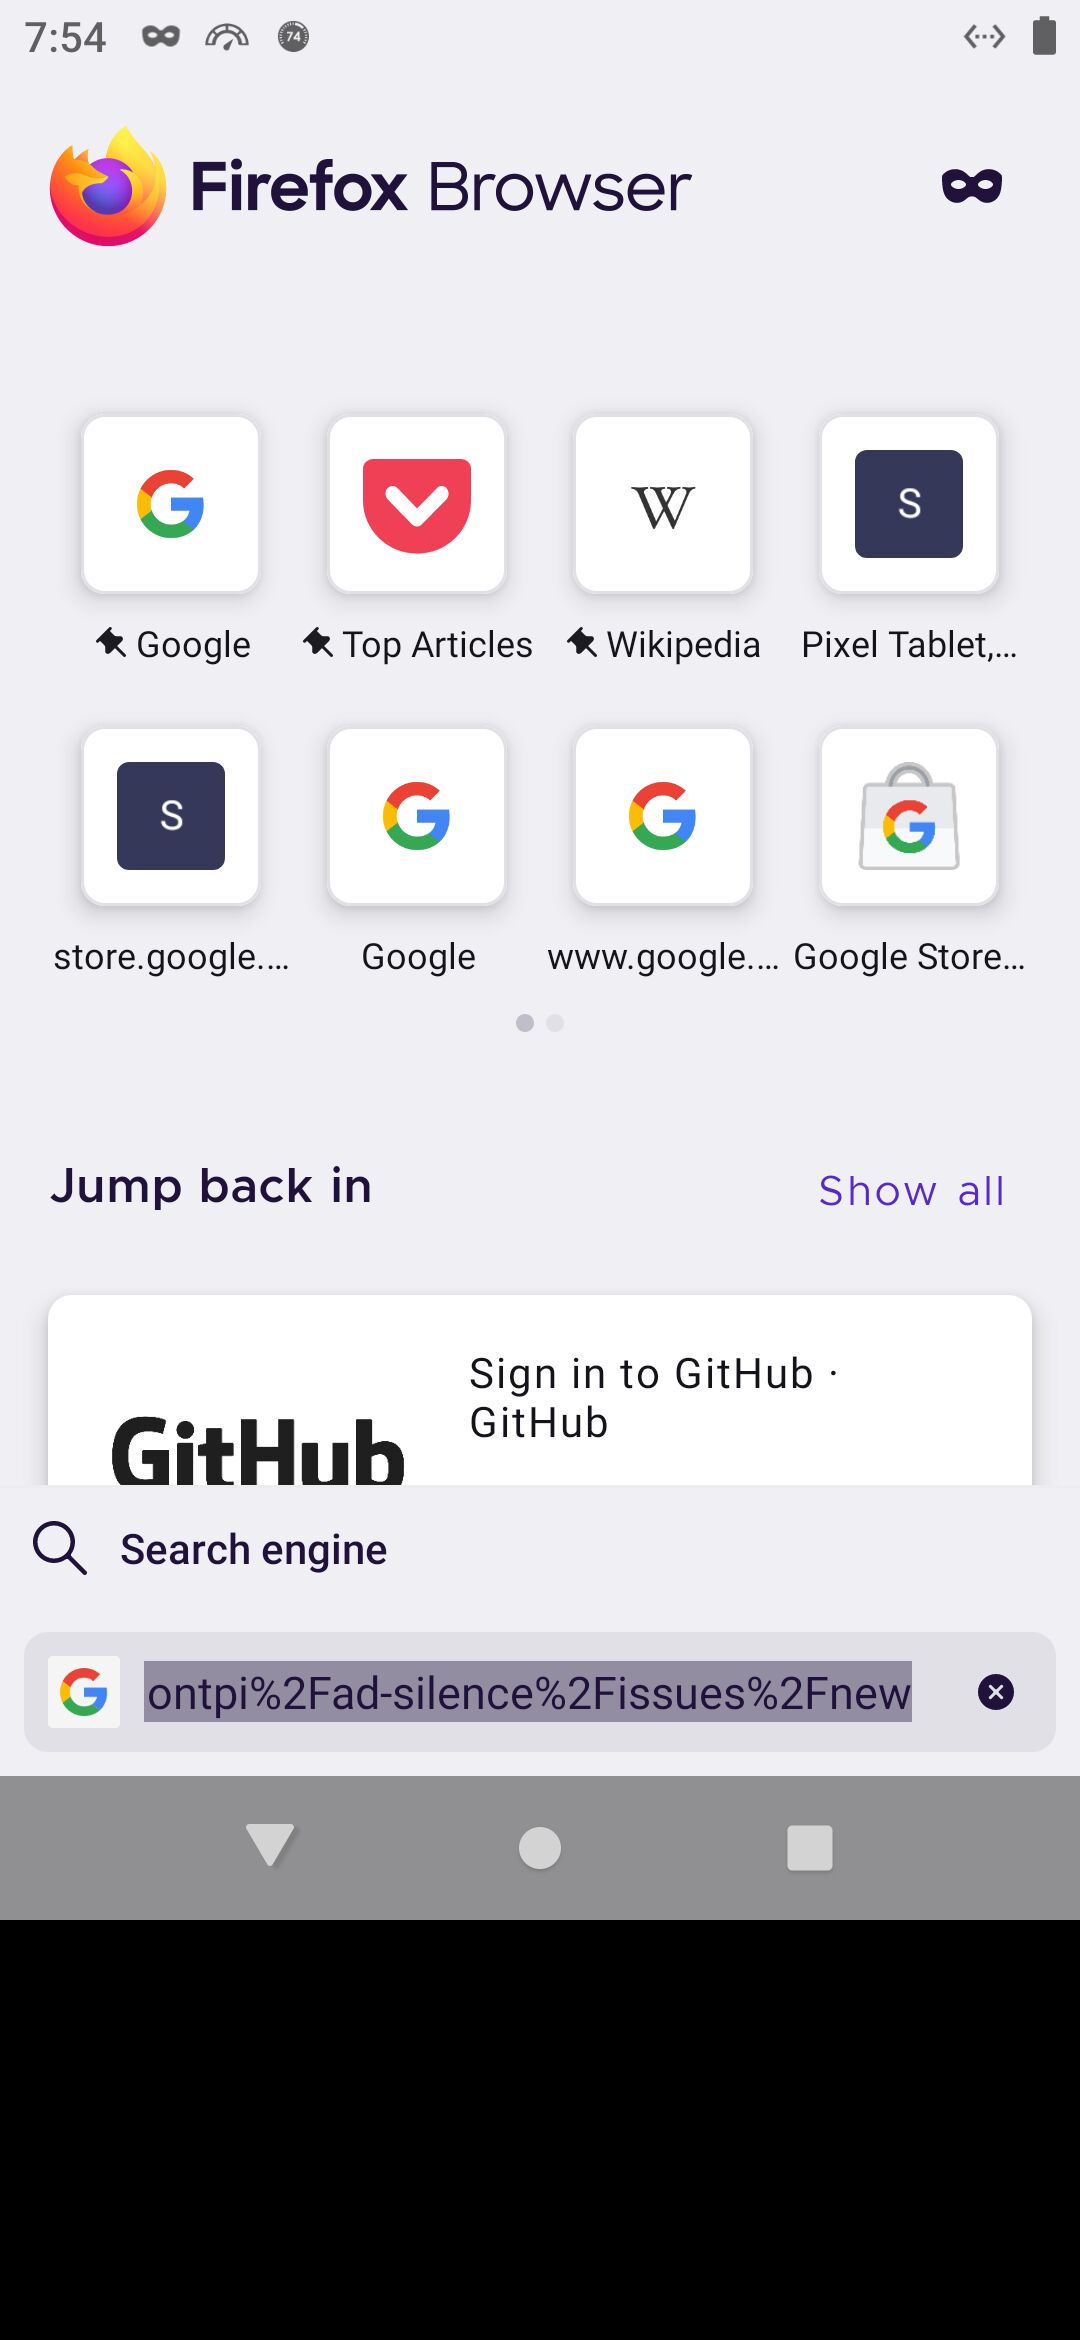 7:54
74
Firefox Browser
W
S
Google
Top Articles
Wikipedia
Pixel Tablet,…
S
store.google.…
Google
www.google.…
Google Store…
Jump back in
Show all
Sign in to GitHub ·
GitHub
GitHub
Search engine
ontpi%2Fad-silence%2Fissues%2Fnew